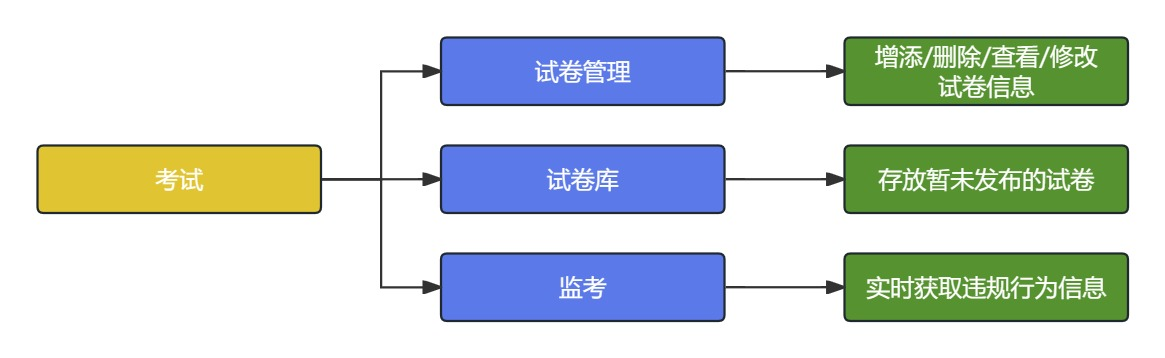 考试
试卷管理
增添/删除/查看/修改
试卷信息
试卷库
存放暂未发布的试卷
监考
实时获取违规行为信息